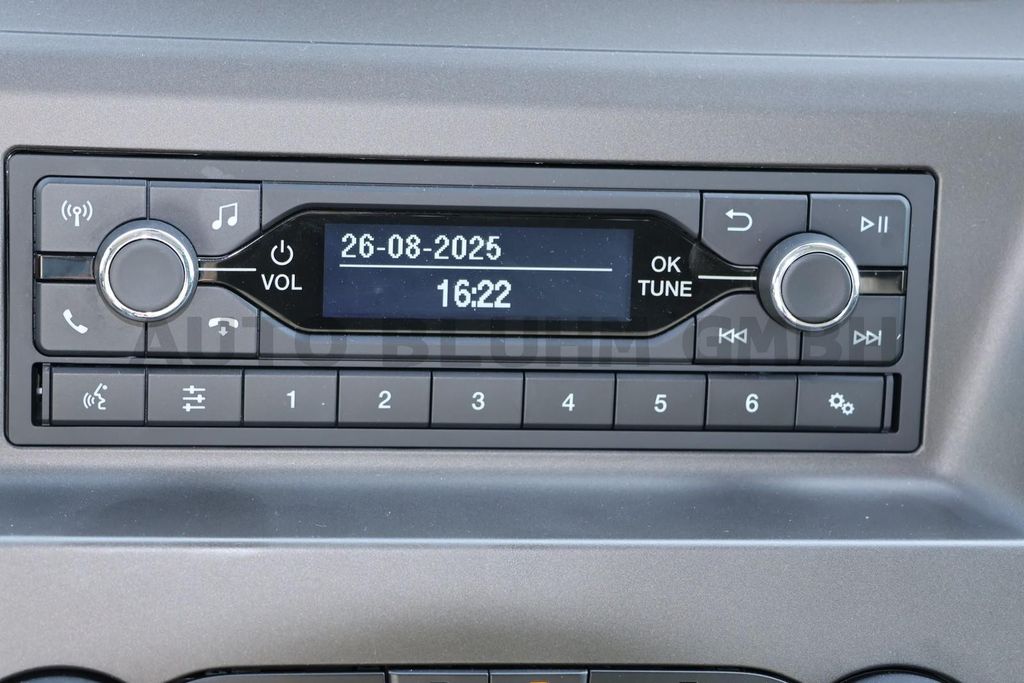 26-08-2025
16:22
VOL
OK
TUNE
AUTO BLUHM GMBH
1 2 3 4 5 6